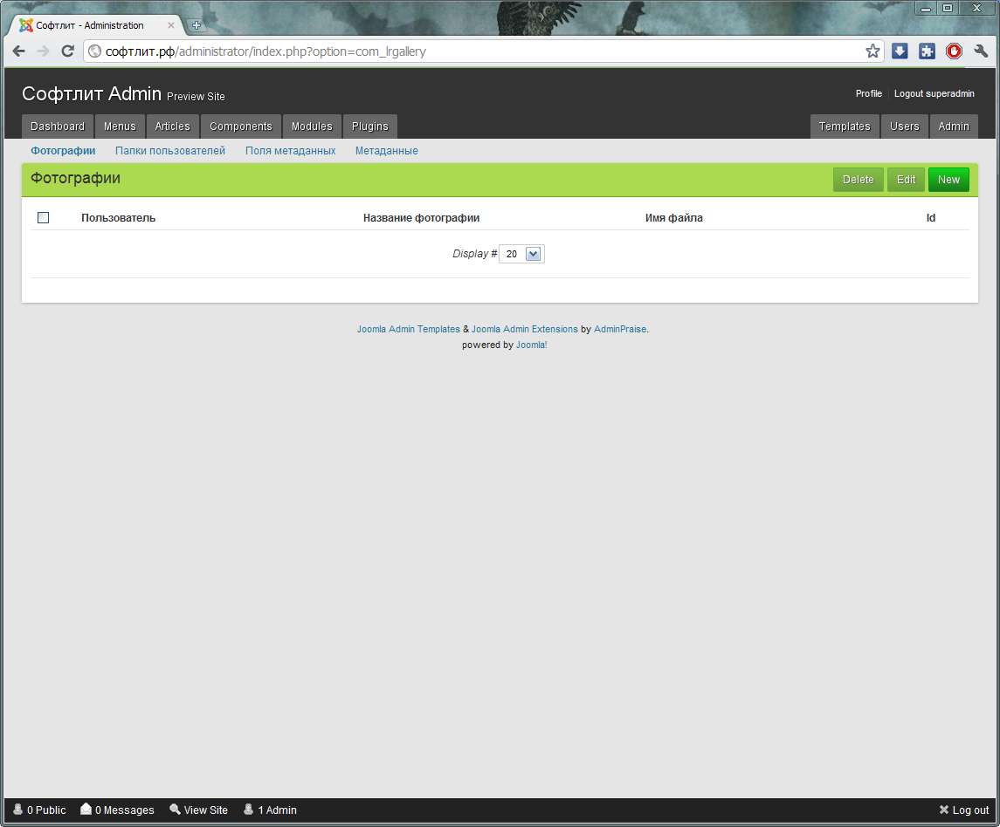 Софтлит - Administration
софтлит.рф/administrator/index.php?option=com_lrgallery
Софтлит Admin Preview Site
Profile Logout superadmin
Dashboard Menus Articles Components Modules Plugins Templates Users Admin
Фотографии Папки пользователей Поля метаданных Метаданные
Фотографии Delete Edit New
Пользователь Название фотографии Имя файла Id
Display # 20
Joomla Admin Templates & Joomla Admin Extensions by AdminPraise.
powered by Joomla!
0 Public 0 Messages View Site 1 Admin Log out